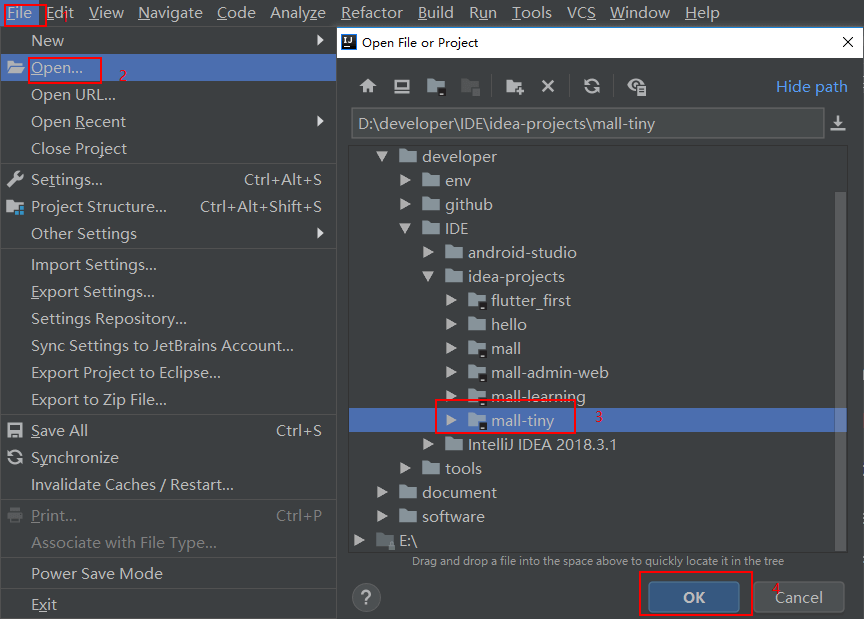 File Edit View Navigate Code Analyze Refactor Build Run Tools VCS Window Help
1
New
Open... 2
Open URL...
Open Recent
Close Project
Settings... Ctrl+Alt+S
Project Structure... Ctrl+Alt+Shift+S
Other Settings
Import Settings...
Export Settings...
Settings Repository...
Sync Settings to JetBrains Account...
Export Project to Eclipse...
Export to Zip File...
Save All Ctrl+S
Synchronize
Invalidate Caches / Restart...
Print... Ctrl+P
Associate with File Type...
Power Save Mode
Exit
IJ Open File or Project
Hide path
D:\developer\IDE\idea-projects\mall-tiny
developer
env
github
IDE
android-studio
idea-projects
flutter_first
hello
mall
mall-admin-web
mall-learning
mall-tiny 3
IntelliJ IDEA 2018.3.1
tools
document
software
E:\
Drag and drop a file into the space above to quickly locate it in the tree
? OK 4 Cancel